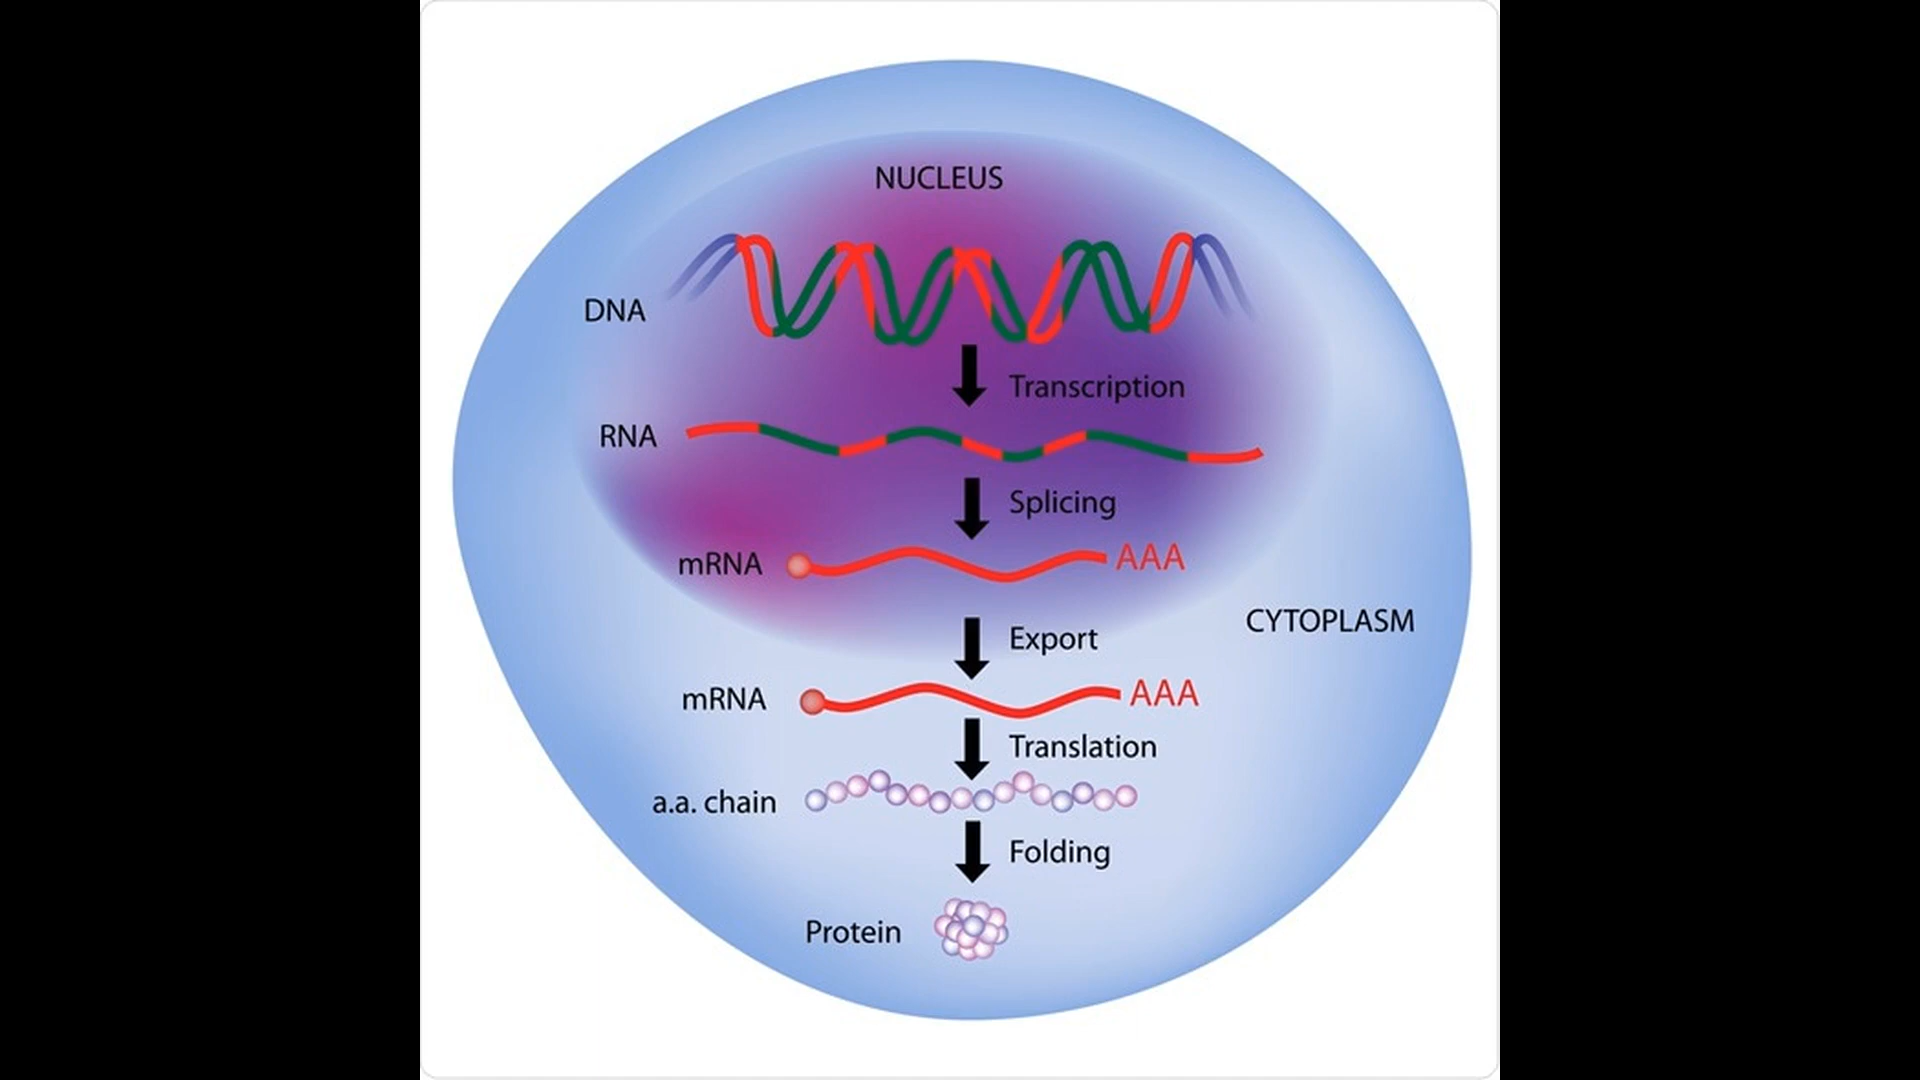 NUCLEUS
DNA
Transcription
RNA
Splicing
mRNA
AAA
Export
CYTOPLASM
mRNA
AAA
Translation
a.a. chain
Folding
Protein